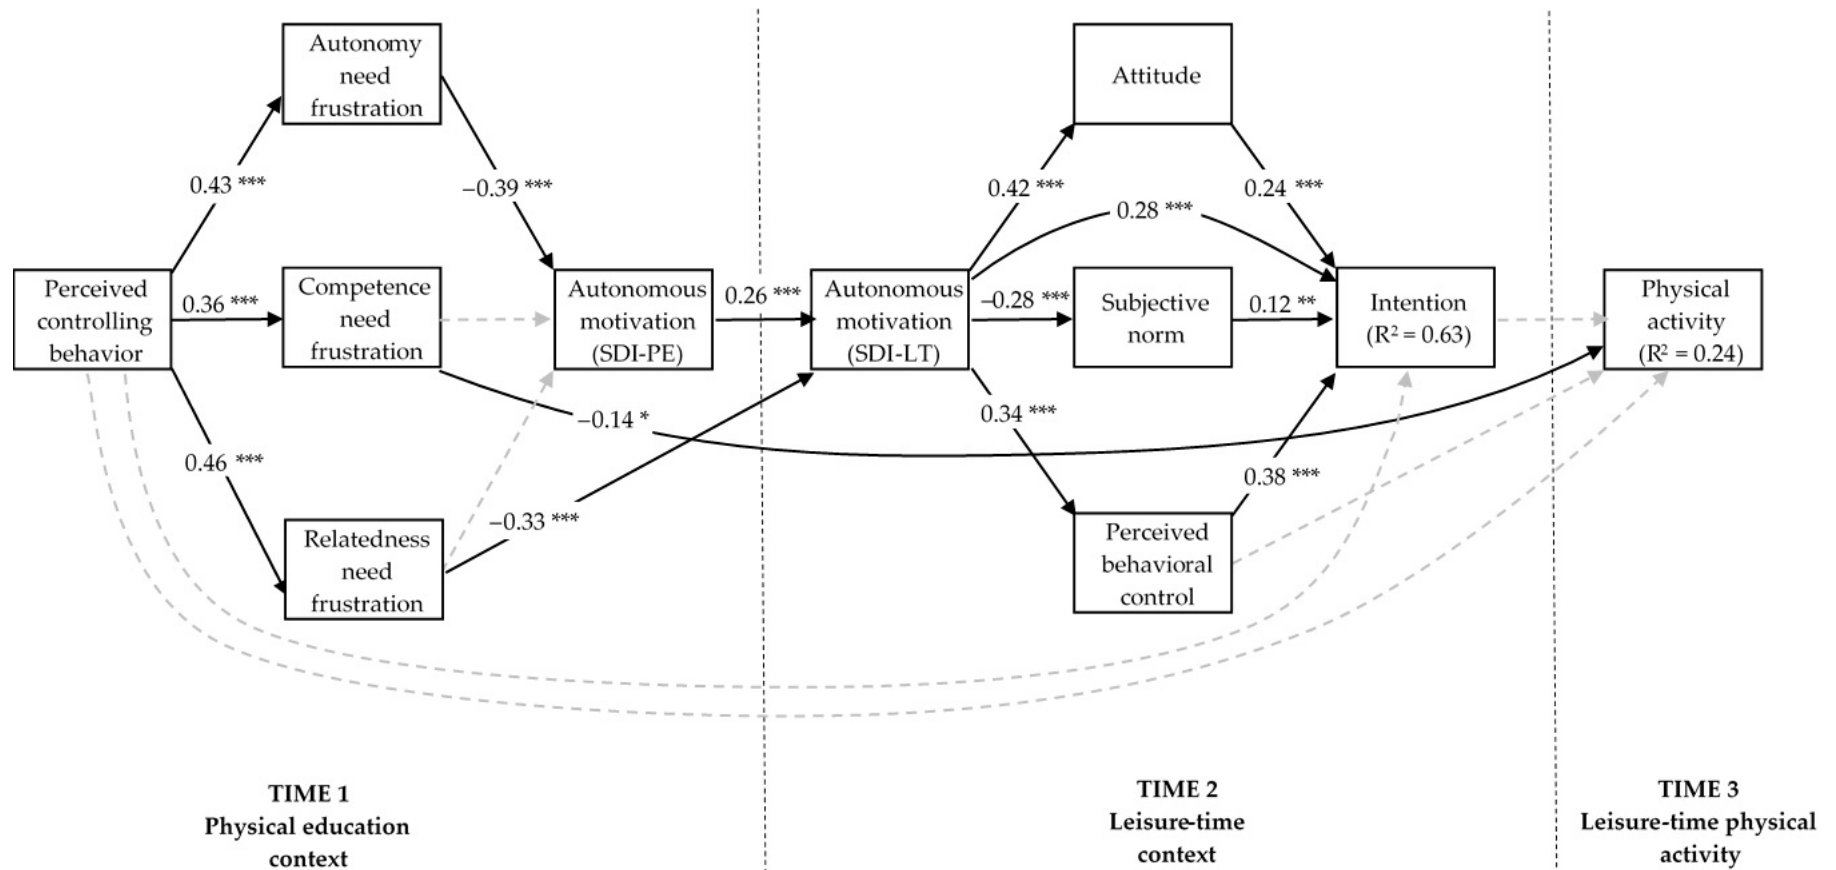 Autonomy
need
frustration
Attitude
0.43 ***
−0.39 ***
0.42 ***
0.24 ***
0.28 ***
Perceived
controlling
behavior
0.36 ***
Competence
need
frustration
Autonomous
motivation
(SDI-PE)
0.26 ***
Autonomous
motivation
(SDI-LT)
−0.28 ***
Subjective
norm
0.12 **
Intention
(R² = 0.63)
Physical
activity
(R² = 0.24)
−0.14 *
0.34 ***
0.46 ***
0.38 ***
−0.33 ***
Relatedness
need
frustration
Perceived
behavioral
control
TIME 1
Physical education
context
TIME 2
Leisure-time
context
TIME 3
Leisure-time physical
activity